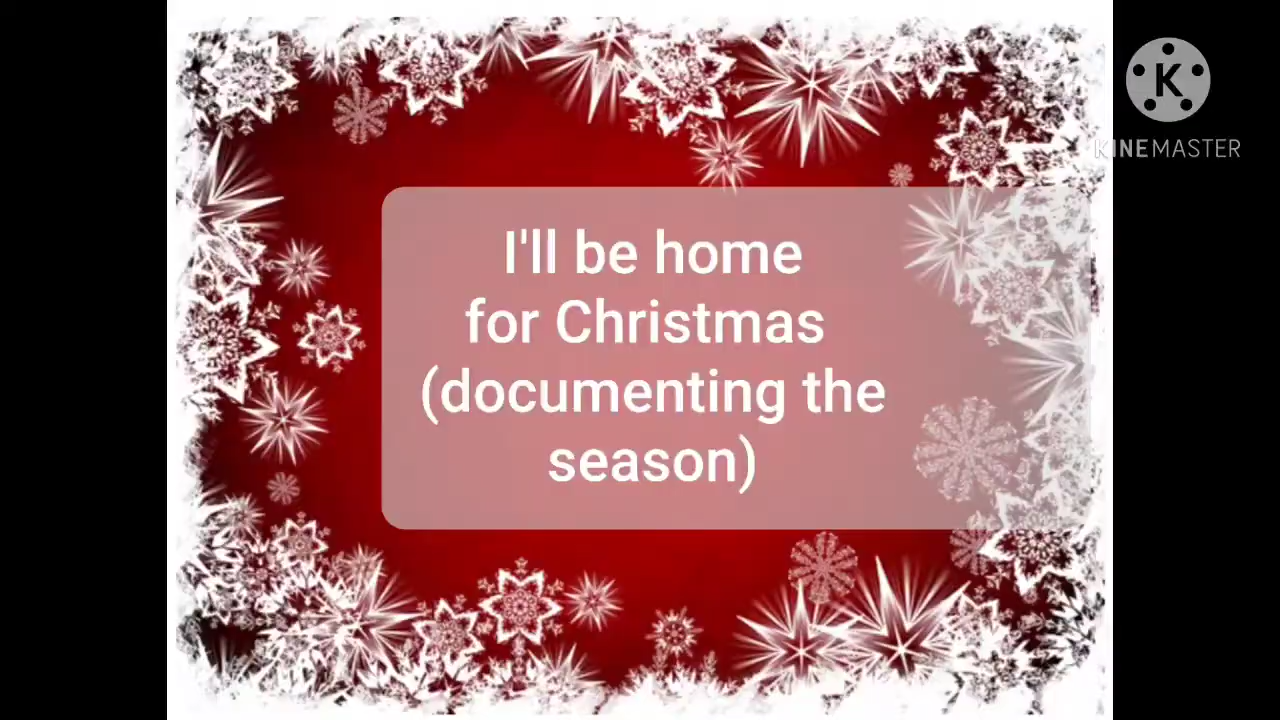 K
KINEMASTER
I'll be home
for Christmas
(documenting the
season)